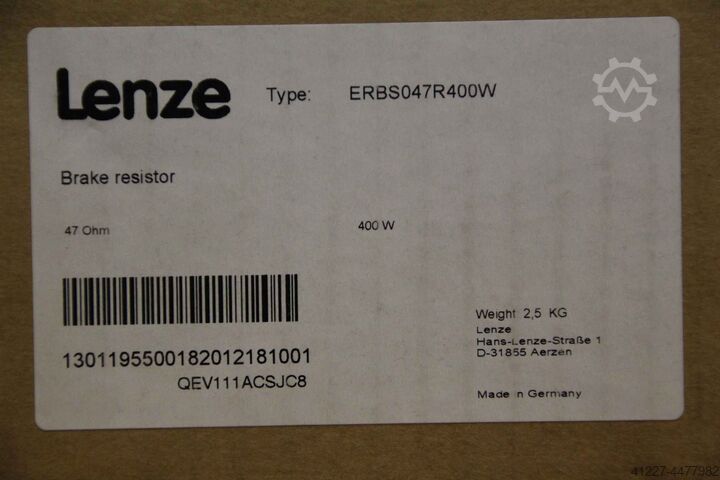 Lenze Type: ERBS047R400W
Brake resistor
47 Ohm 400 W
1301195500182012181001
QEV111ACSJC8
Weight 2,5 KG
Lenze
Hans-Lenze-Straße 1
D-31855 Aerzen
Made in Germany
41227-4477982